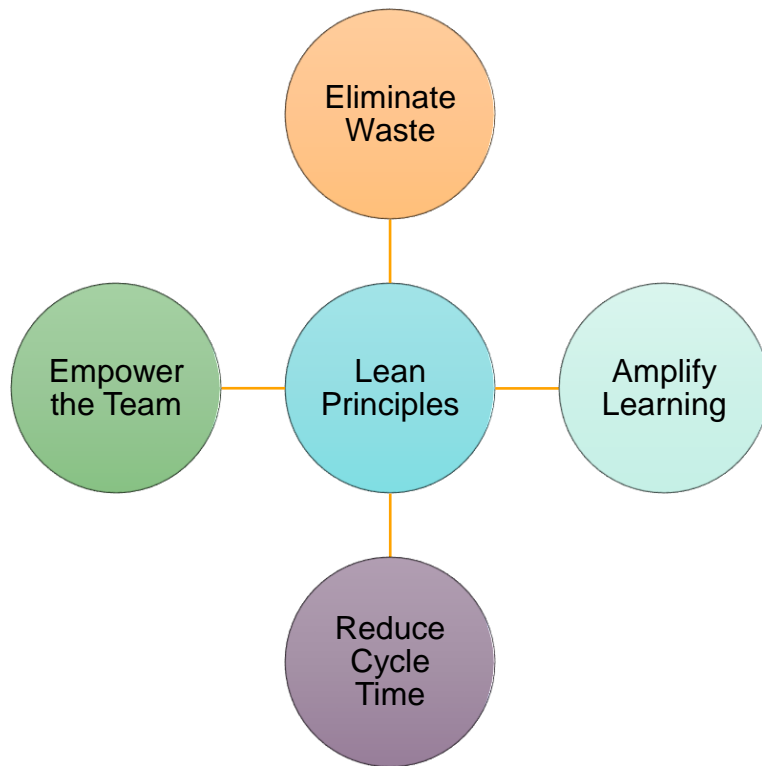 Eliminate
Waste
Empower
the Team
Lean
Principles
Amplify
Learning
Reduce
Cycle
Time